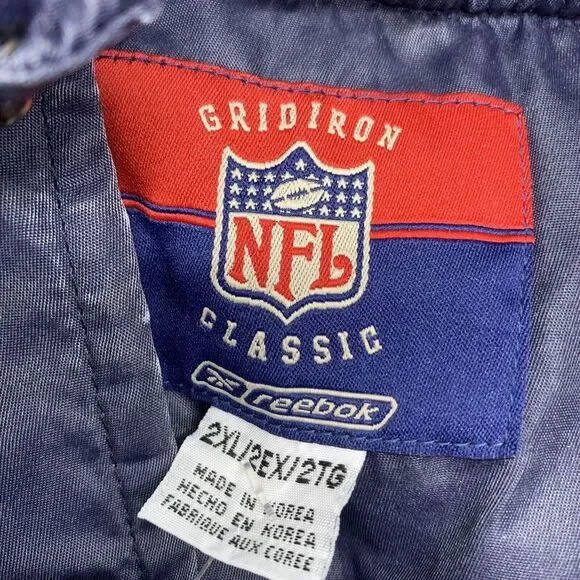 GRIDIRON
NFL
CLASSIC
reebok
2XL/2EX/2TG
MADE IN KOREA
HECHO EN KOREA
FABRIQUE AUX COREE